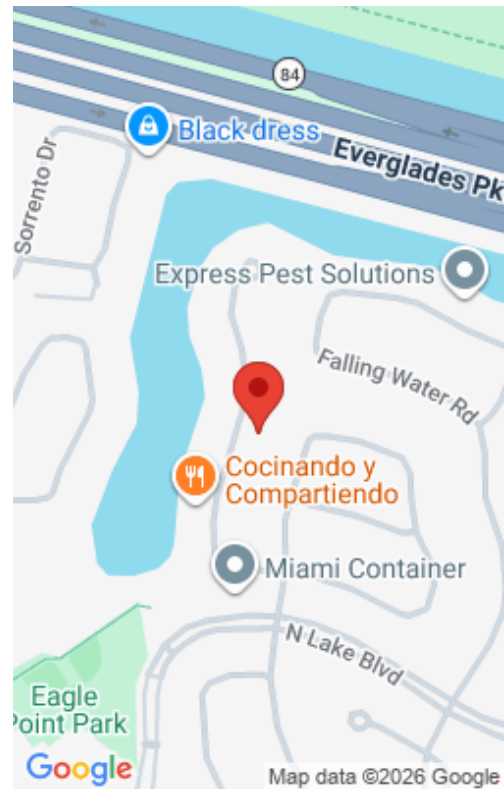 84
Black dress
Everglades Pk
Sorrento Dr
Express Pest Solutions
Falling Water Rd
Cocinando y
Compartiendo
Miami Container
N Lake Blvd
Eagle
Point Park
Google
Map data ©2026 Google